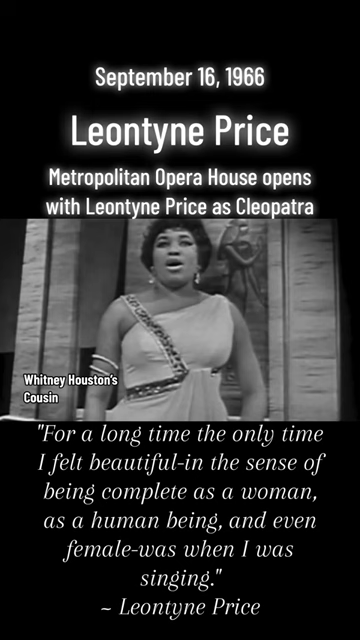 September 16, 1966
Leontyne Price
Metropolitan Opera House opens
with Leontyne Price as Cleopatra
Whitney Houston's
Cousin
"For a long time the only time
I felt beautiful-in the sense of
being complete as a woman,
as a human being, and even
female-was when I was
singing."
~ Leontyne Price